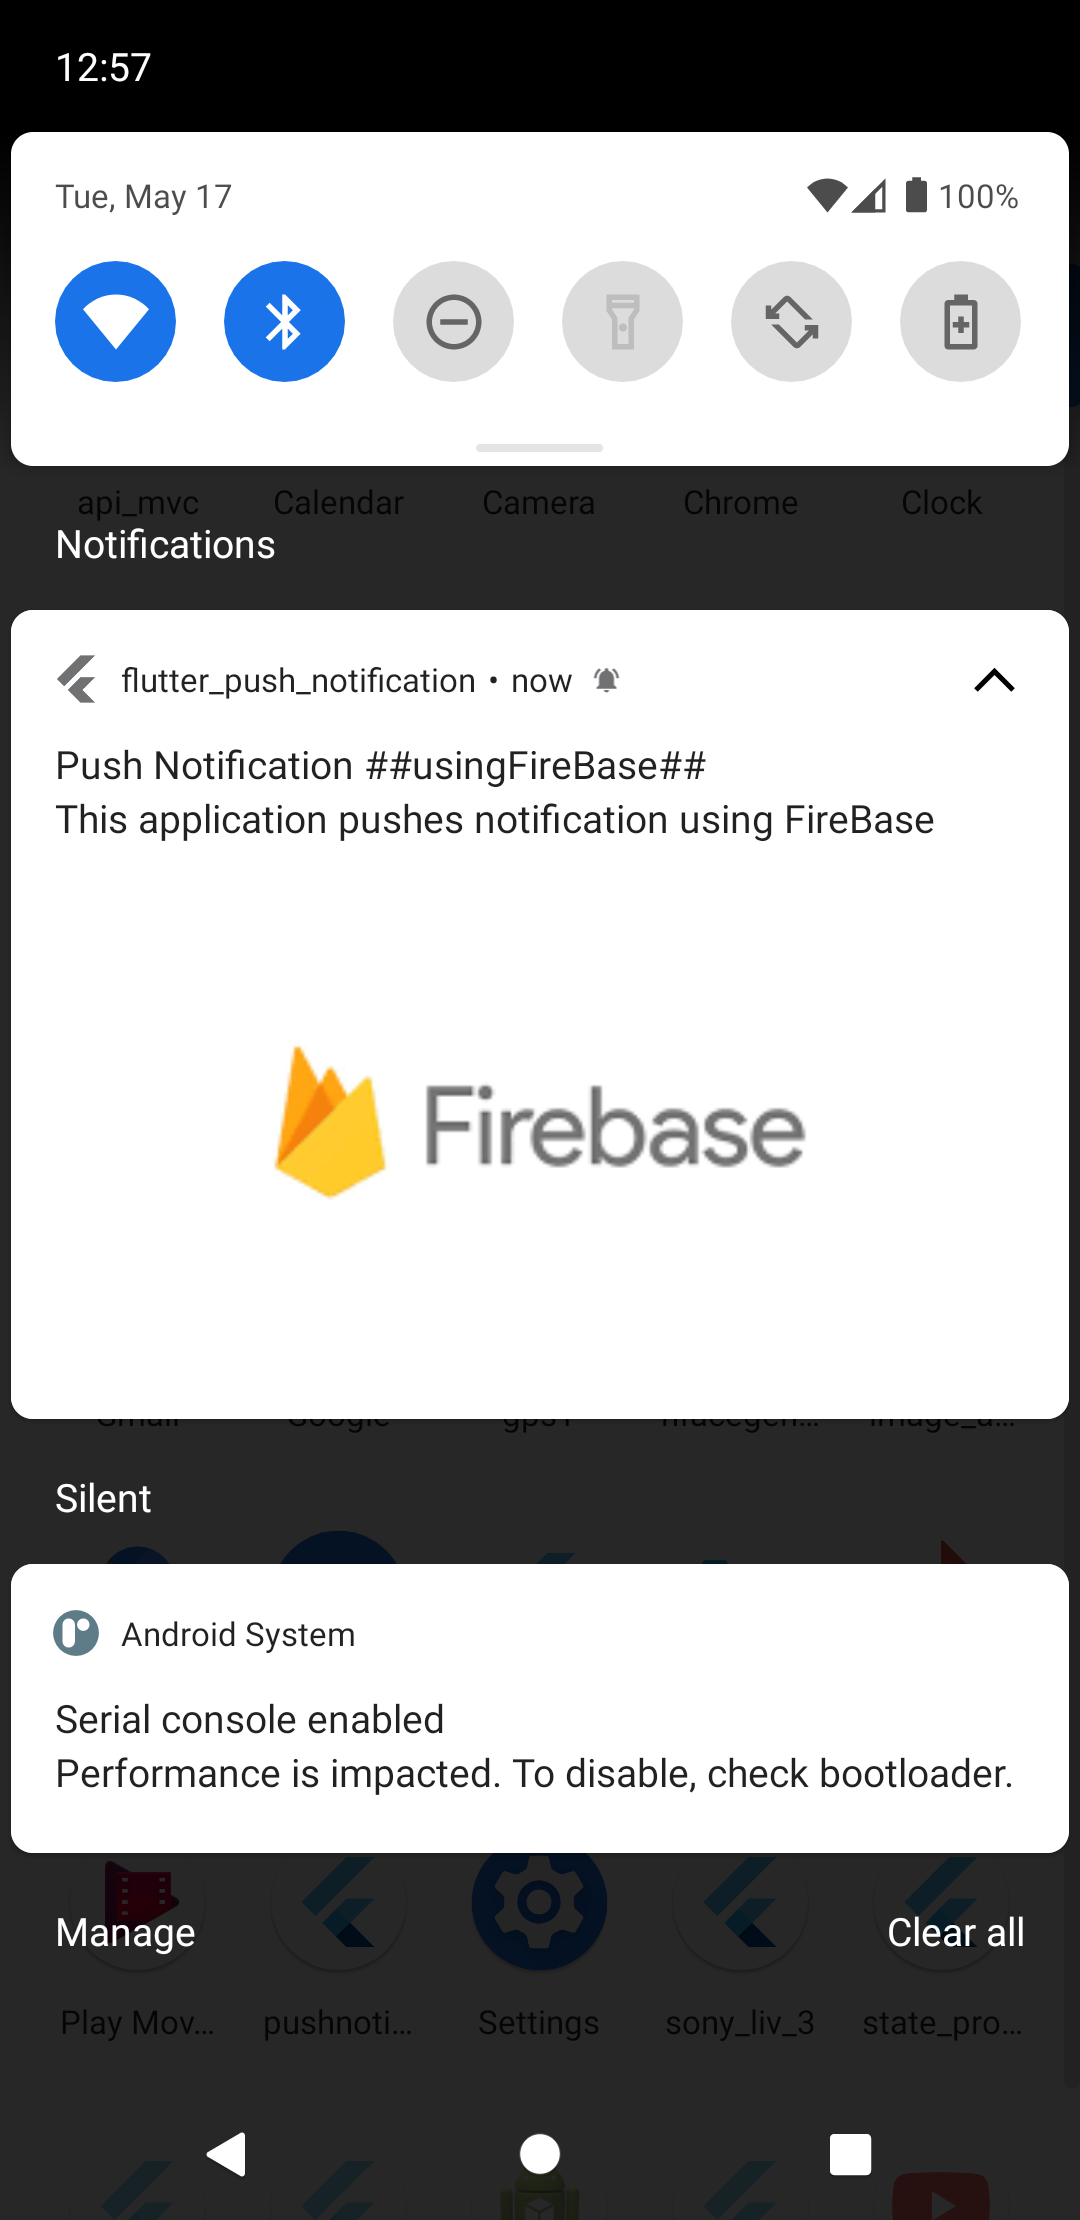 12:57
Tue, May 17
100%
api_mvc Calendar Camera Chrome Clock
Notifications
flutter_push_notification • now
Push Notification ##usingFireBase##
This application pushes notification using FireBase
Firebase
Silent
Android System
Serial console enabled
Performance is impacted. To disable, check bootloader.
Manage Clear all
Play Mov... pushnoti... Settings sony_liv_3 state_pro...